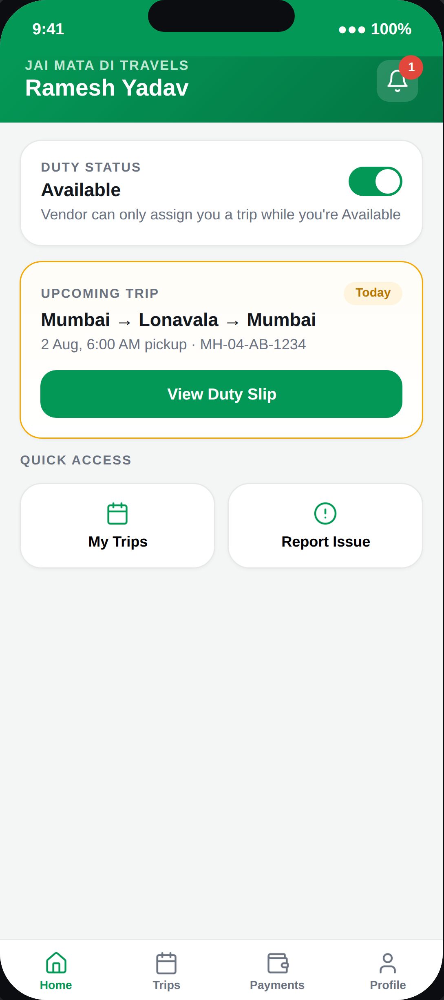 9:41
●●● 100%
JAI MATA DI TRAVELS
Ramesh Yadav
1
DUTY STATUS
Available
Vendor can only assign you a trip while you're Available
UPCOMING TRIP
Today
Mumbai → Lonavala → Mumbai
2 Aug, 6:00 AM pickup · MH-04-AB-1234
View Duty Slip
QUICK ACCESS
My Trips
Report Issue
Home
Trips
Payments
Profile